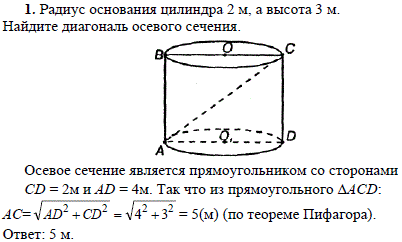 1. Радиус основания цилиндра 2 м, а высота 3 м.
Найдите диагональ осевого сечения.
B O C
A O₁ D
Осевое сечение является прямоугольником со сторонами
CD = 2м и AD = 4м. Так что из прямоугольного ΔACD:
AC=√(AD² + CD²) = √(4² + 3²) = 5(м) (по теореме Пифагора).
Ответ: 5 м.